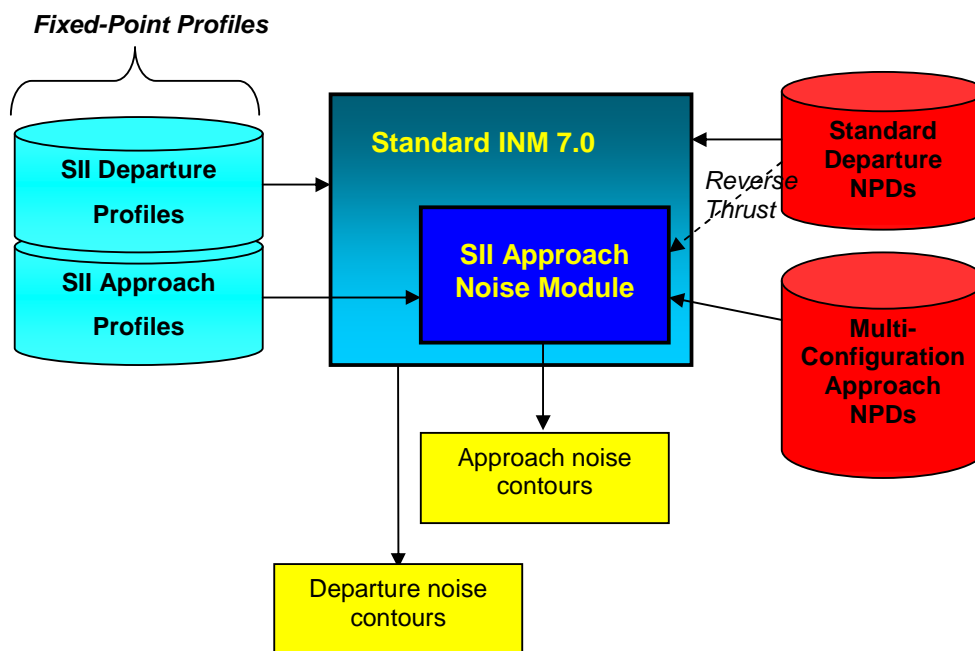 Fixed-Point Profiles
SII Departure
Profiles
SII Approach
Profiles
Standard INM 7.0
SII Approach
Noise Module
Reverse
Thrust
Standard
Departure
NPDs
Multi-
Configuration
Approach
NPDs
Approach noise
contours
Departure noise
contours